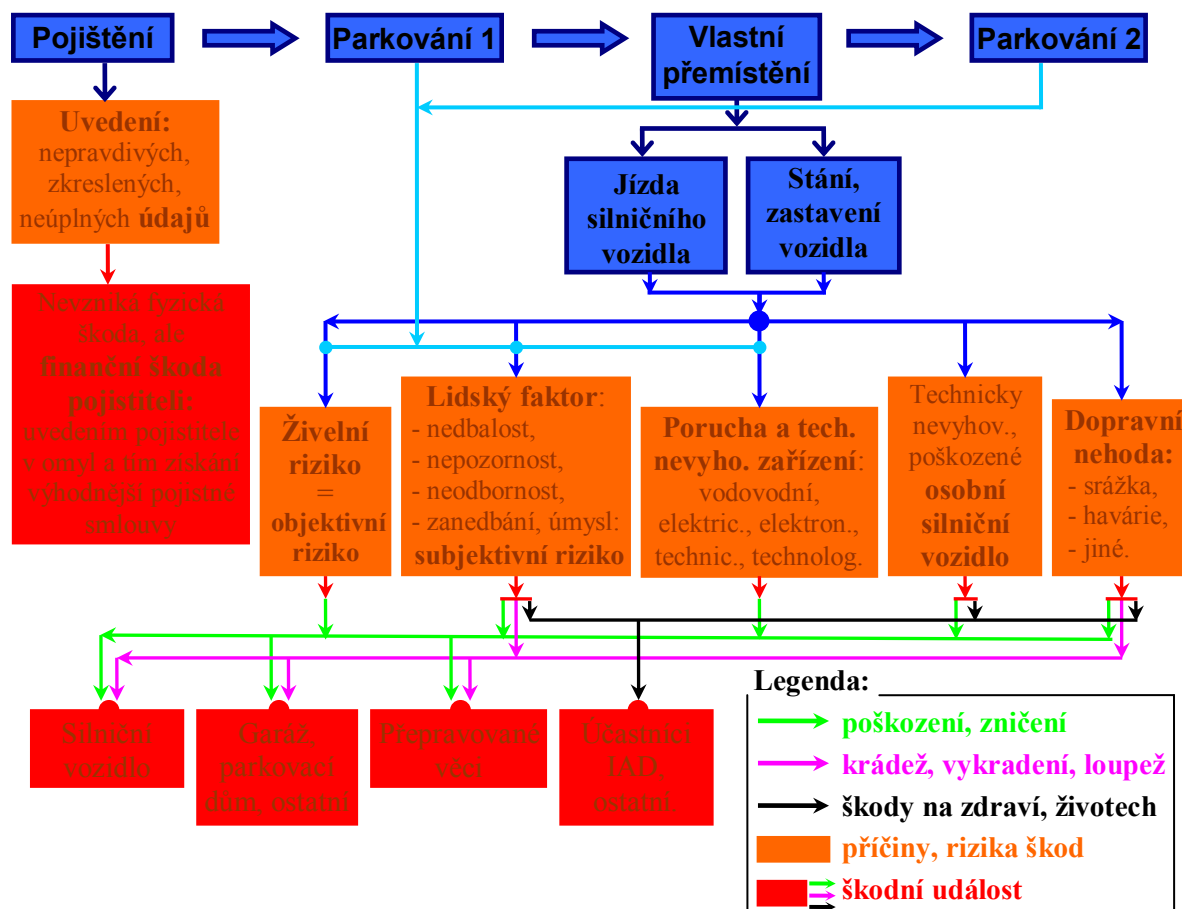 Pojištění
Parkování 1
Vlastní
přemístění
Parkování 2
Uvedení:
nepravdivých,
zkreslených,
neúplných údajů
Jízda
silničního
vozidla
Stání,
zastavení
vozidla
Nevzniká fyzická
škoda, ale
finanční škoda
pojistiteli:
uvedením pojistitele
v omyl a tím získání
výhodnější pojistné
smlouvy
Živelní
riziko
=
objektivní
riziko
Lidský faktor:
- nedbalost,
- nepozornost,
- neodbornost,
- zanedbání, úmysl:
subjektivní riziko
Porucha a tech.
nevyho. zařízení:
vodovodní,
elektric., elektron.,
technic., technolog.
Technicky
nevyhov.,
poškozené
osobní
silniční
vozidlo
Dopravní
nehoda:
- srážka,
- havárie,
- jiné.
Silniční
vozidlo
Garáž,
parkovací
dům, ostatní.
Přepravované
věci
Účastníci
IAD,
ostatní.
Legenda:
poškození, zničení
krádež, vykradení, loupež
škody na zdraví, životech
příčiny, rizika škod
škodní událost